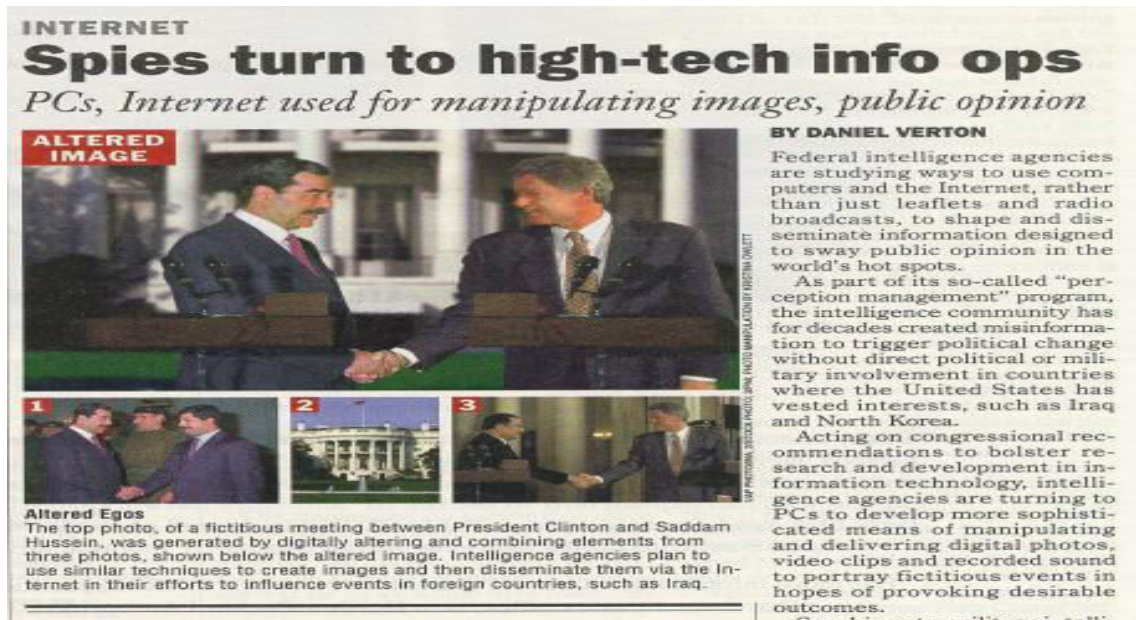 INTERNET
Spies turn to high-tech info ops
PCs, Internet used for manipulating images, public opinion
ALTERED
IMAGE
1
2
3
Altered Egos
The top photo, of a fictitious meeting between President Clinton and Saddam
Hussein, was generated by digitally altering and combining elements from
three photos, shown below the altered image. Intelligence agencies plan to
use similar techniques to create images and then disseminate them via the In-
ternet in their efforts to influence events in foreign countries, such as Iraq.
BY DANIEL VERTON
Federal intelligence agencies
are studying ways to use com-
puters and the Internet, rather
than just leaflets and radio
broadcasts, to shape and dis-
seminate information designed
to sway public opinion in the
world's hot spots.
As part of its so-called "per-
ception management" program,
the intelligence community has
for decades created misinforma-
tion to trigger political change
without direct political or mili-
tary involvement in countries
where the United States has
vested interests, such as Iraq
and North Korea.
Acting on congressional rec-
ommendations to bolster re-
search and development in in-
formation technology, intelli-
gence agencies are turning to
PCs to develop more sophisti-
cated means of manipulating
and delivering digital photos,
video clips and recorded sound
to portray fictitious events in
hopes of provoking desirable
outcomes.